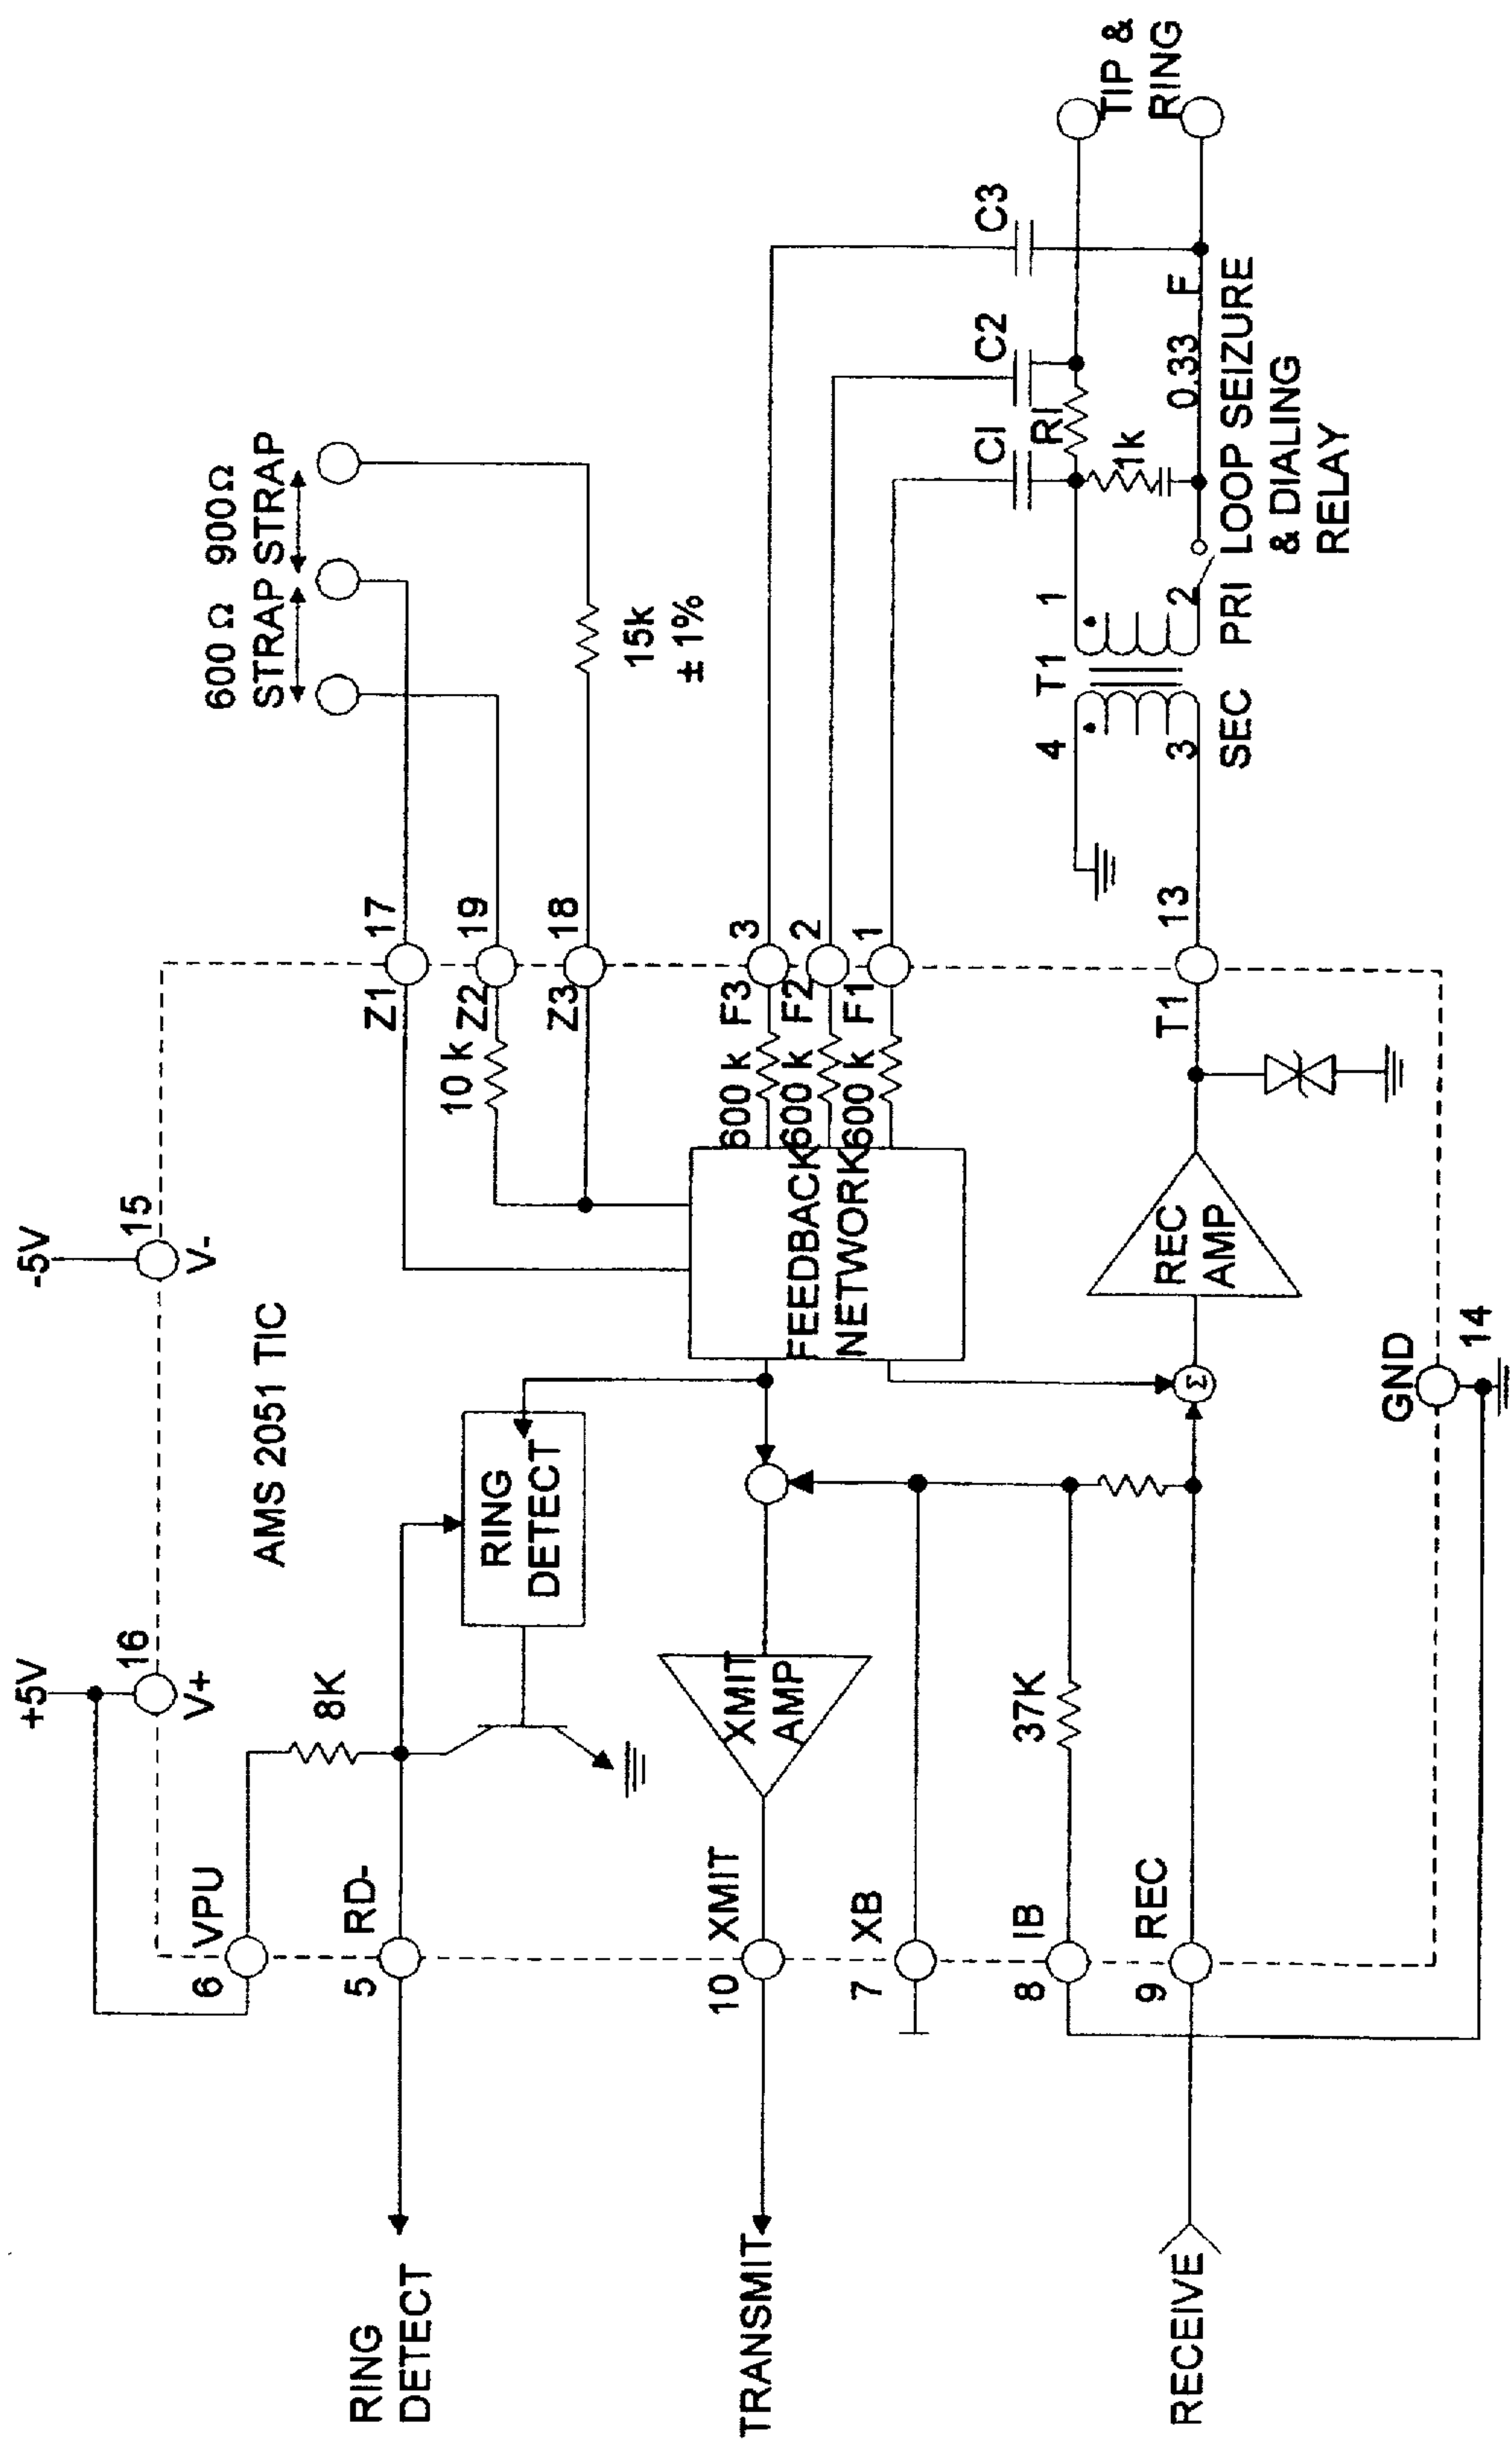 +5V
-5V
16
V+
15
V-
AMS 2051 TIC
600 Ω
STRAP
900Ω
STRAP
6
VPU
8K
RING
DETECT
5
RD-
RING
DETECT
Z1
17
Z2
19
10 k
Z3
18
15k
± 1%
TRANSMIT
10
XMIT
XMIT
AMP
FEEDBACK
NETWORK
600 k
F3
3
600 k
F2
2
600 k
F1
1
7
XB
8
IB
37K
RECEIVE
9
REC
Σ
REC
AMP
T1
13
GND
14
4
T1
1
3
2
SEC
PRI
CI
C2
C3
RI
1k
0.33
F
LOOP SEIZURE
& DIALING
RELAY
TIP &
RING